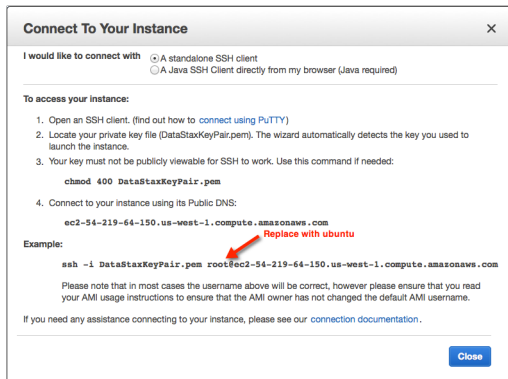 Connect To Your Instance ×
I would like to connect with A standalone SSH client
A Java SSH Client directly from my browser (Java required)
To access your instance:
1. Open an SSH client. (find out how to connect using PuTTY)
2. Locate your private key file (DataStaxKeyPair.pem). The wizard automatically detects the key you used to
launch the instance.
3. Your key must not be publicly viewable for SSH to work. Use this command if needed:
chmod 400 DataStaxKeyPair.pem
4. Connect to your instance using its Public DNS:
ec2-54-219-64-150.us-west-1.compute.amazonaws.com
Replace with ubuntu
Example:
ssh -i DataStaxKeyPair.pem root@ec2-54-219-64-150.us-west-1.compute.amazonaws.com
Please note that in most cases the username above will be correct, however please ensure that you read
your AMI usage instructions to ensure that the AMI owner has not changed the default AMI username.
If you need any assistance connecting to your instance, please see our connection documentation.
Close